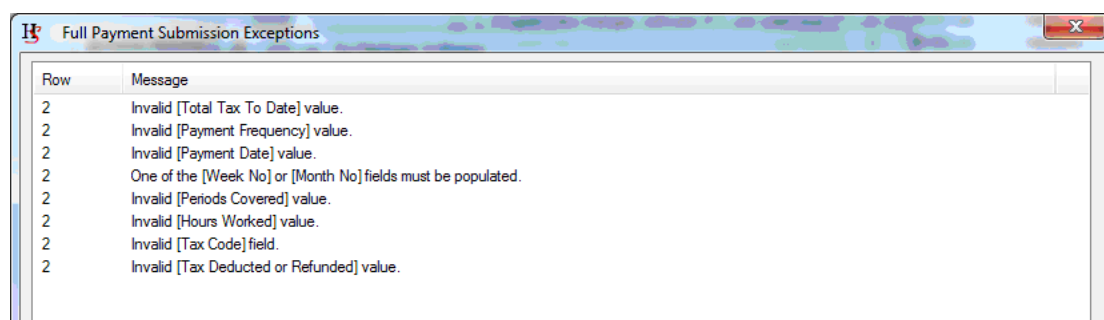 Full Payment Submission Exceptions
Row Message
2 Invalid [Total Tax To Date] value.
2 Invalid [Payment Frequency] value.
2 Invalid [Payment Date] value.
2 One of the [Week No] or [Month No] fields must be populated.
2 Invalid [Periods Covered] value.
2 Invalid [Hours Worked] value.
2 Invalid [Tax Code] field.
2 Invalid [Tax Deducted or Refunded] value.